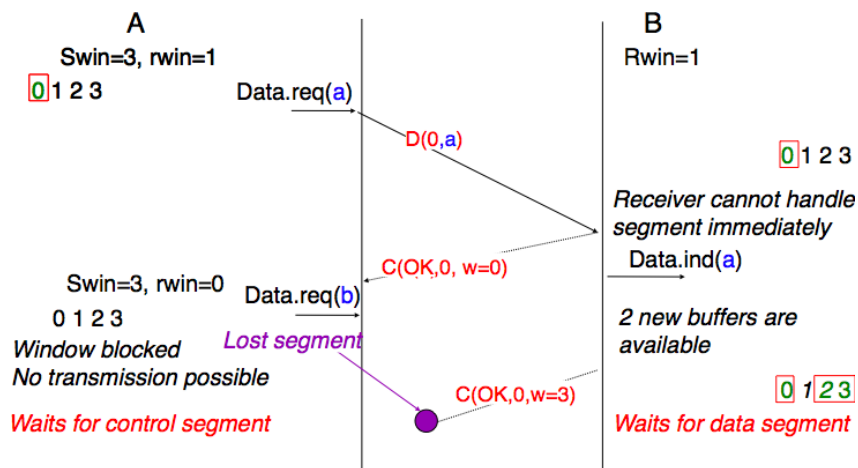 A
B
Swin=3, rwin=1
Rwin=1
0 1 2 3
Data.req(a)
D(0,a)
0 1 2 3
Receiver cannot handle
segment immediately
C(OK,0, w=0)
Data.ind(a)
Swin=3, rwin=0
Data.req(b)
0 1 2 3
Lost segment
2 new buffers are
available
Window blocked
No transmission possible
C(OK,0,w=3)
0 1 2 3
Waits for control segment
Waits for data segment